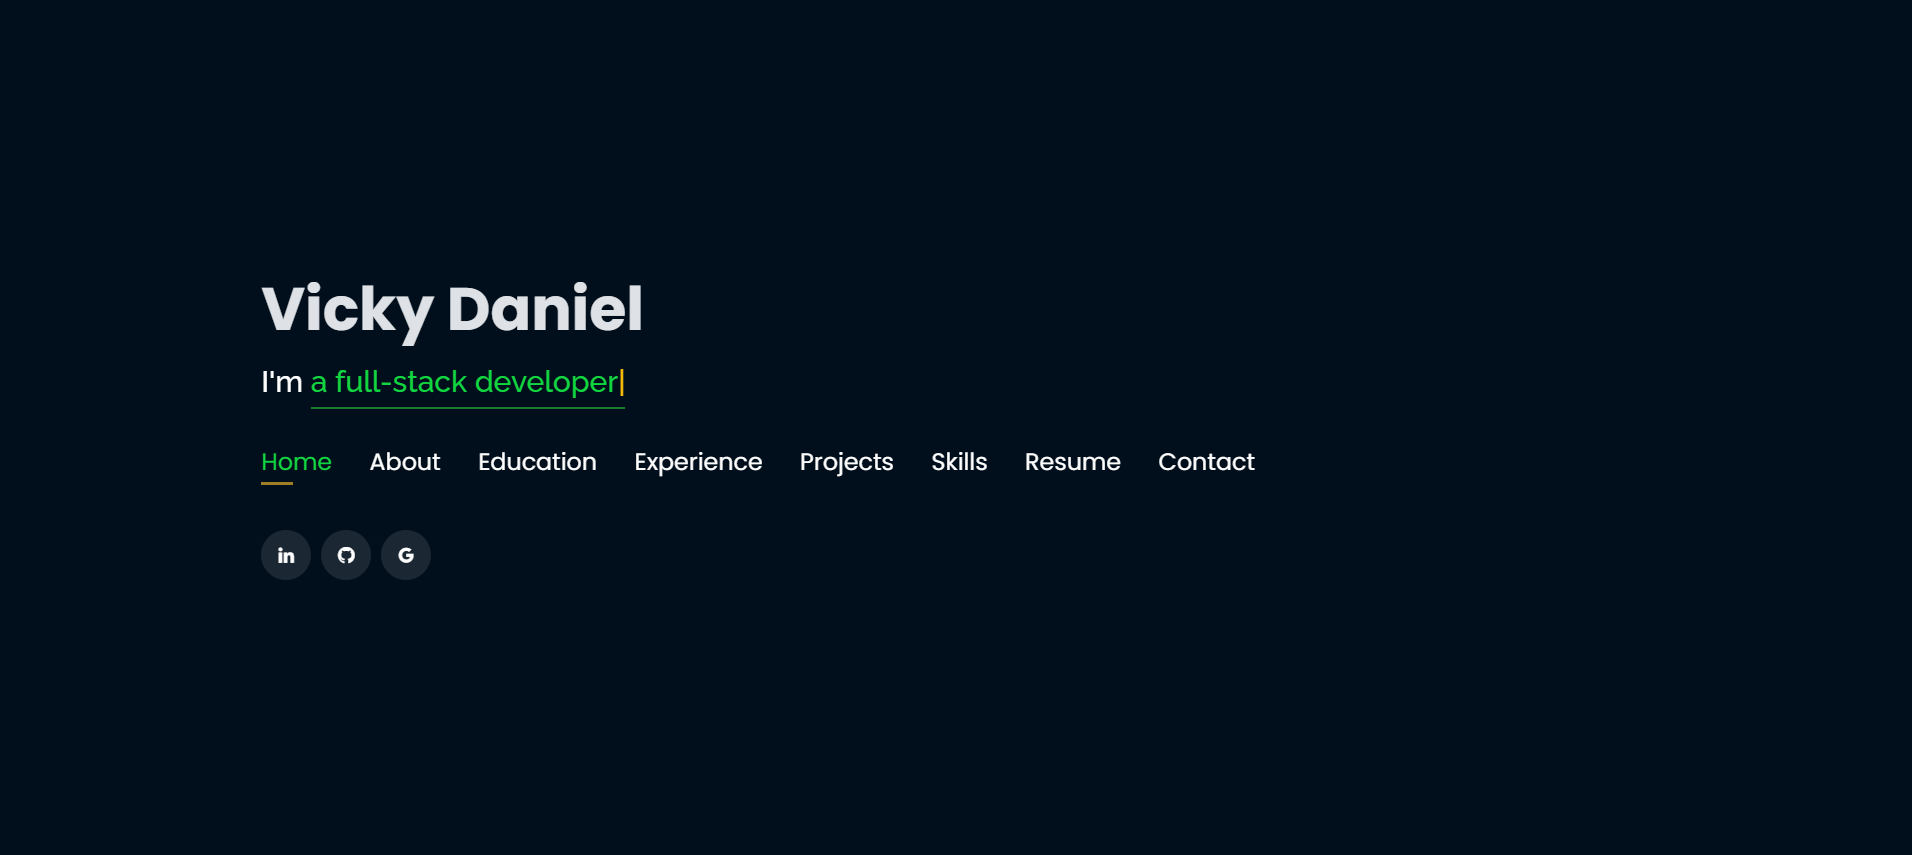 Vicky Daniel
I'm a full-stack developer|
Home About Education Experience Projects Skills Resume Contact
in G